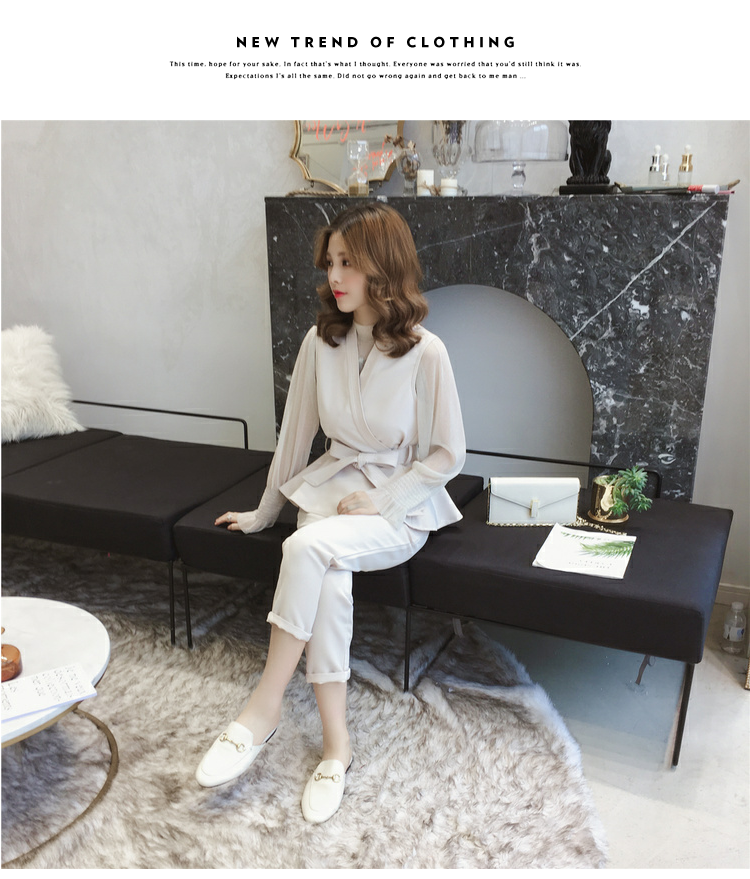 NEW TREND OF CLOTHING
This time, hope for your sake. In fact that's what I thought. Everyone was worried that you'd still think it was.
Expectations I's all the same. Did not go wrong again and get back to me man ...